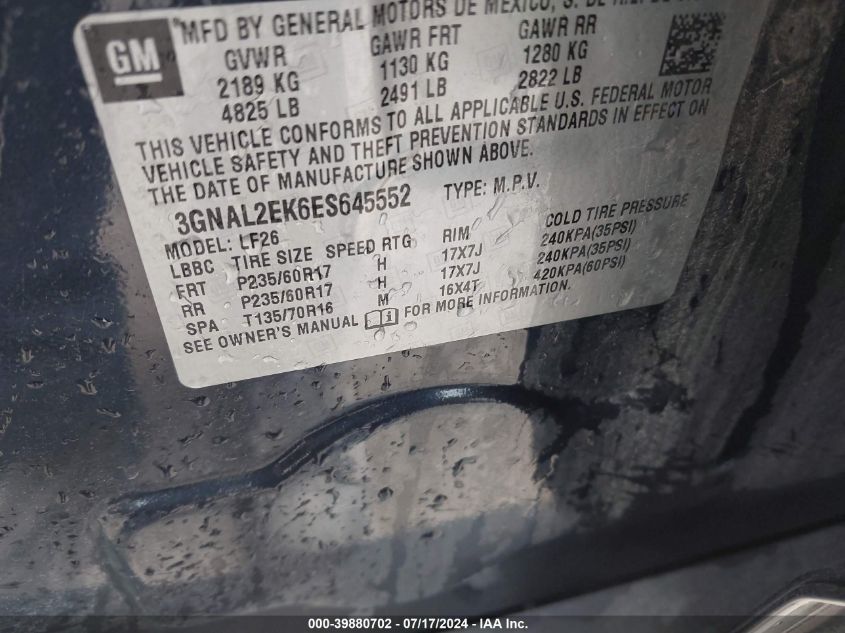 GM
MFD BY GENERAL MOTORS DE MEXICO, S. DE
GVWR GAWR FRT GAWR RR
2189 KG 1130 KG 1280 KG
4825 LB 2491 LB 2822 LB
THIS VEHICLE CONFORMS TO ALL APPLICABLE U.S. FEDERAL MOTOR
VEHICLE SAFETY AND THEFT PREVENTION STANDARDS IN EFFECT ON
THE DATE OF MANUFACTURE SHOWN ABOVE.
3GNAL2EK6ES645552 TYPE: M.P.V.
MODEL: LF26
LBBC TIRE SIZE SPEED RTG RIM COLD TIRE PRESSURE
FRT P235/60R17 H 17X7J 240KPA(35PSI)
RR P235/60R17 H 17X7J 240KPA(35PSI)
SPA T135/70R16 M 16X4T 420KPA(60PSI)
SEE OWNER'S MANUAL FOR MORE INFORMATION.
000-39880702 - 07/17/2024 - IAAI Inc.